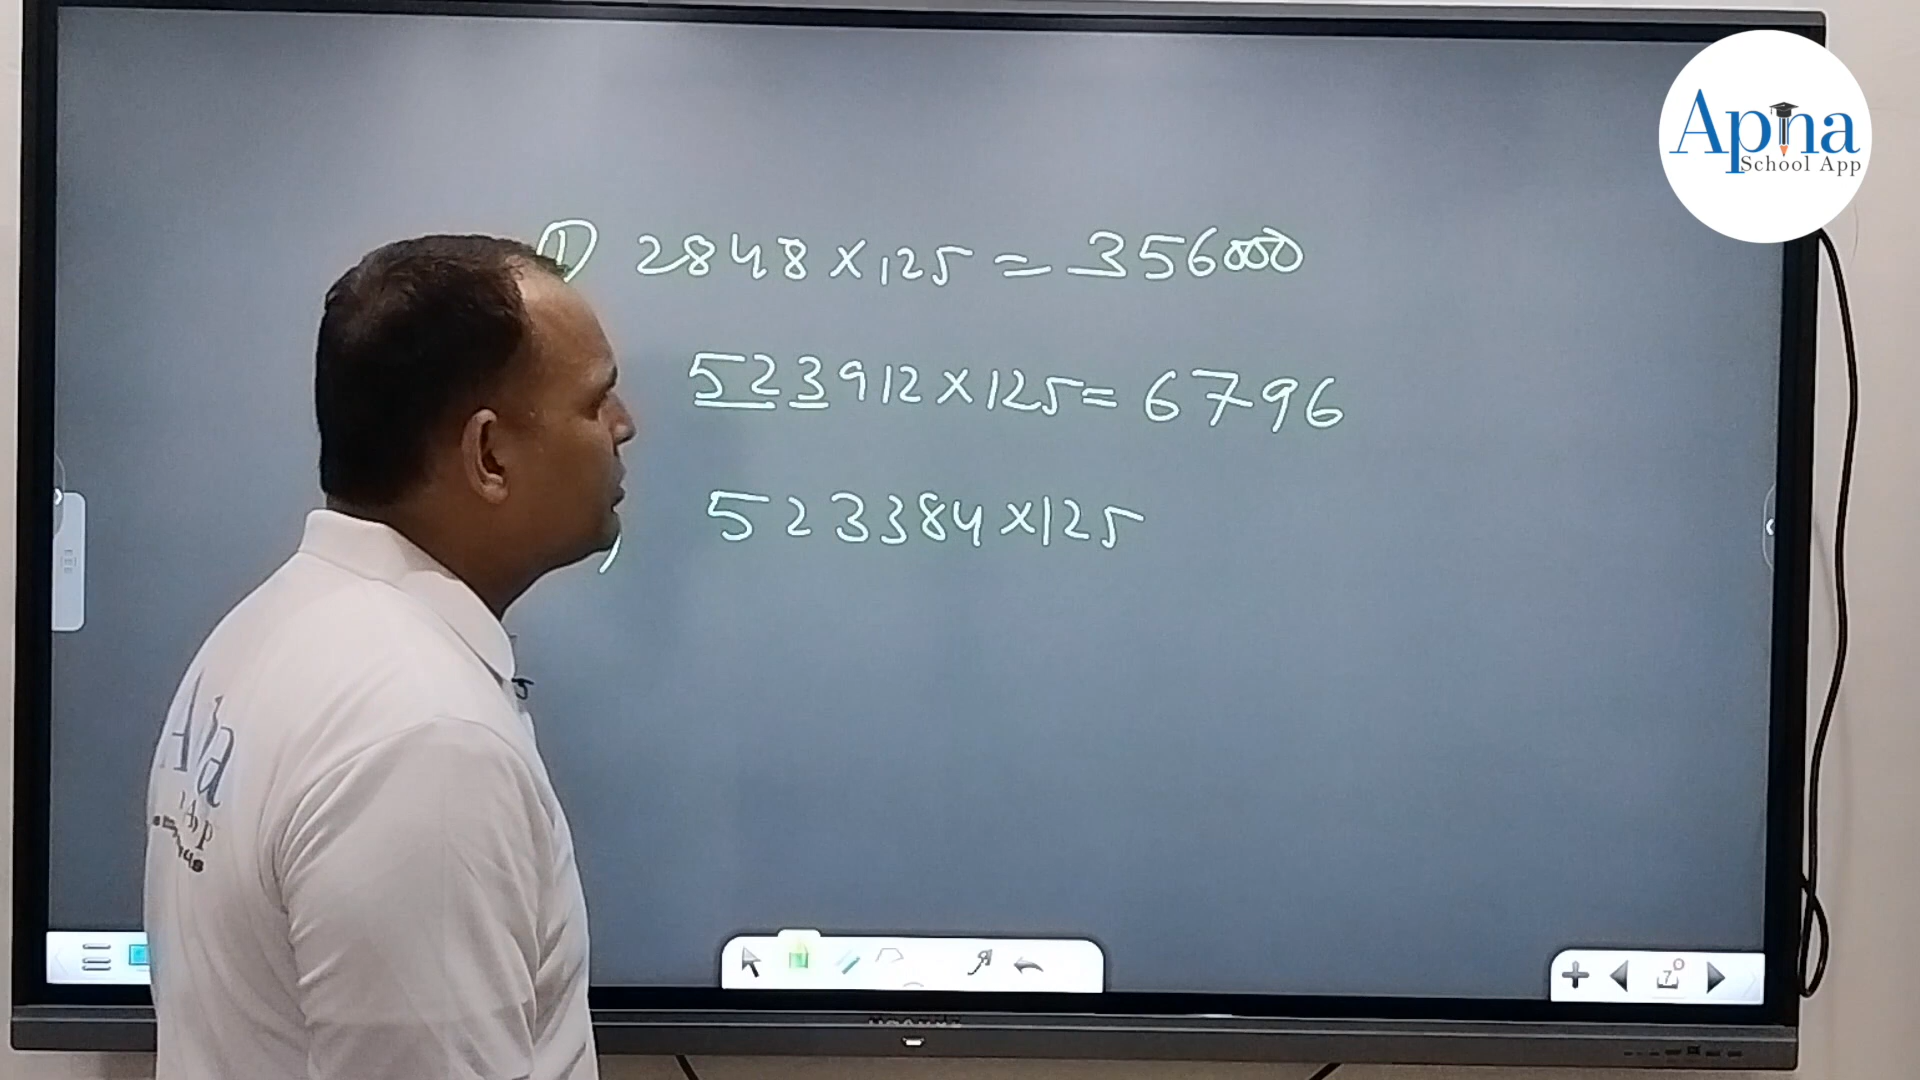 Apna
School App
① 2848 × 125 = 356000
523912 × 125 = 6796
523384 × 125